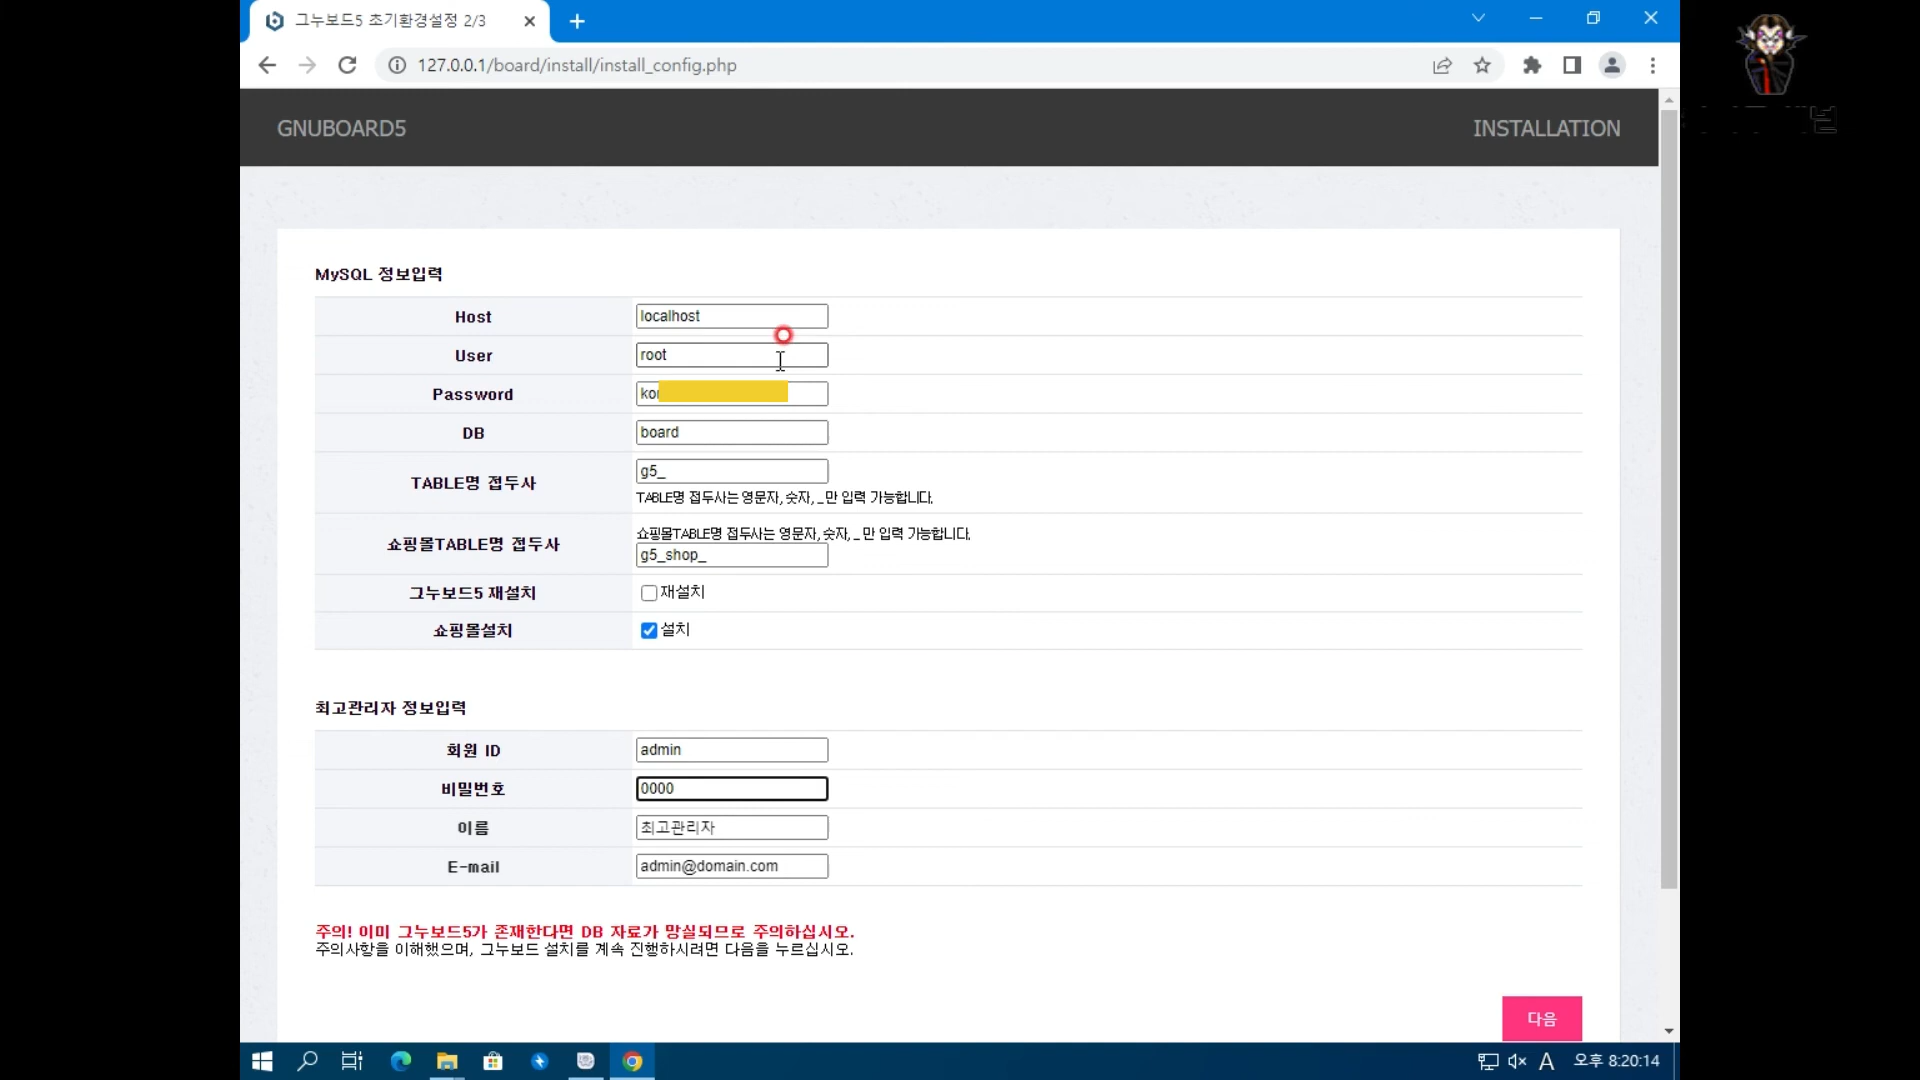 그누보드5 초기환경설정 2/3
127.0.0.1/board/install/install_config.php
GNUBOARD5
INSTALLATION
MySQL 정보입력
Host
localhost
User
root
Password
DB
board
TABLE명 접두사
g5_
TABLE명 접두사는 영문자, 숫자, _ 만 입력 가능합니다.
쇼핑몰TABLE명 접두사
쇼핑몰TABLE명 접두사는 영문자, 숫자, _ 만 입력 가능합니다.
g5_shop_
그누보드5 재설치
재설치
쇼핑몰설치
설치
최고관리자 정보입력
회원 ID
admin
비밀번호
0000
이름
최고관리자
E-mail
admin@domain.com
주의! 이미 그누보드5가 존재한다면 DB 자료가 망실되므로 주의하십시오.
주의사항을 이해했으며, 그누보드 설치를 계속 진행하시려면 다음을 누르십시오.
다음
A
오후 8:20:14